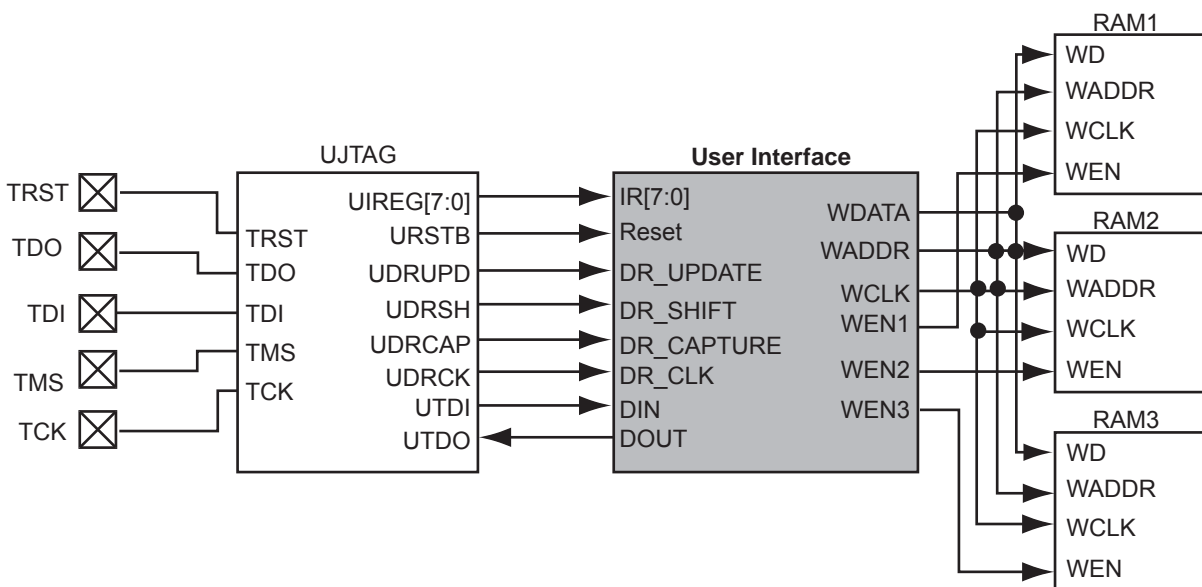 TRST
TDO
TDI
TMS
TCK
UJTAG
TRST
TDO
TDI
TMS
TCK
UIREG[7:0]
URSTB
UDRUPD
UDRSH
UDRCAP
UDRCK
UTDI
UTDO
User Interface
IR[7:0]
Reset
DR_UPDATE
DR_SHIFT
DR_CAPTURE
DR_CLK
DIN
DOUT
WDATA
WADDR
WCLK
WEN1
WEN2
WEN3
RAM1
WD
WADDR
WCLK
WEN
RAM2
WD
WADDR
WCLK
WEN
RAM3
WD
WADDR
WCLK
WEN